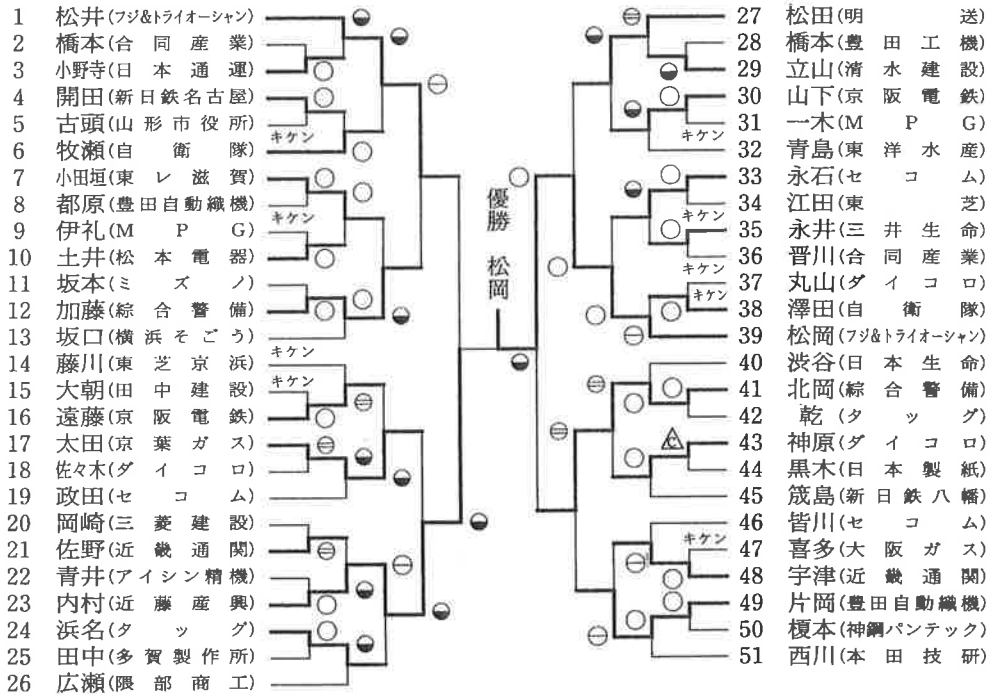 1 松井(フジ&トライオーシャン)
2 橋本(合同産業)
3 小野寺(日本通運)
4 開田(新日鉄名古屋)
5 古頭(山形市役所)
キケン
6 牧瀬(自衛隊)
7 小田垣(東レ滋賀)
8 都原(豊田自動織機)
キケン
9 伊礼(MPG)
10 土井(松本電器)
11 坂本(ミズノ)
12 加藤(綜合警備)
13 坂口(横浜そごう)
キケン
14 藤川(東芝京浜)
キケン
15 大朝(田中建設)
16 遠藤(京阪電鉄)
17 太田(京葉ガス)
18 佐々木(ダイコロ)
19 政田(セコム)
20 岡崎(三菱建設)
21 佐野(近畿通関)
22 青井(アイシン精機)
23 内村(近藤産興)
24 浜名(タッグ)
25 田中(多賀製作所)
26 広瀬(隈部商工)
優勝 松岡
27 松田(明送)
28 橋本(豊田工機)
29 立山(清水建設)
30 山下(京阪電鉄)
31 一木(MPG)
キケン
32 青島(東洋水産)
33 永石(セコム)
34 江田(東芝)
キケン
35 永井(三井生命)
36 晋川(合同産業)
キケン
37 丸山(ダイコロ)
キケン
38 澤田(自衛隊)
39 松岡(フジ&トライオーシャン)
40 渋谷(日本生命)
41 北岡(綜合警備)
42 乾(タッグ)
C
43 神原(ダイコロ)
44 黒木(日本製紙)
45 筬島(新日鉄八幡)
46 皆川(セコム)
キケン
47 喜多(大阪ガス)
48 宇津(近畿通関)
49 片岡(豊田自動織機)
50 榎本(神鋼パンテック)
51 西川(本田技研)